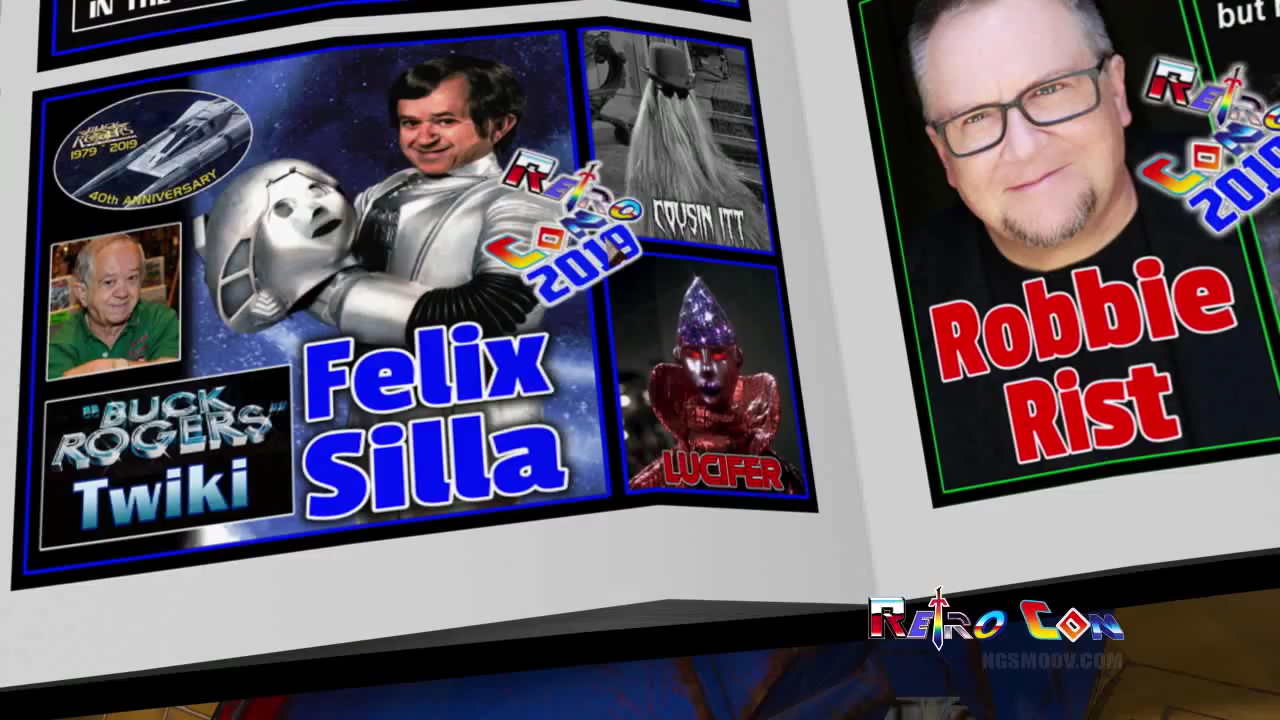 IN THE
BUCK
ROGERS
1979 - 2019
40th ANNIVERSARY
RETRO
CON
2019
COUSIN ITT
"BUCK
ROGERS"
Twiki
Felix
Silla
LUCIFER
but
RETRO
CON
2019
Robbie
Rist
RETRO CON
NGSMOOV.COM